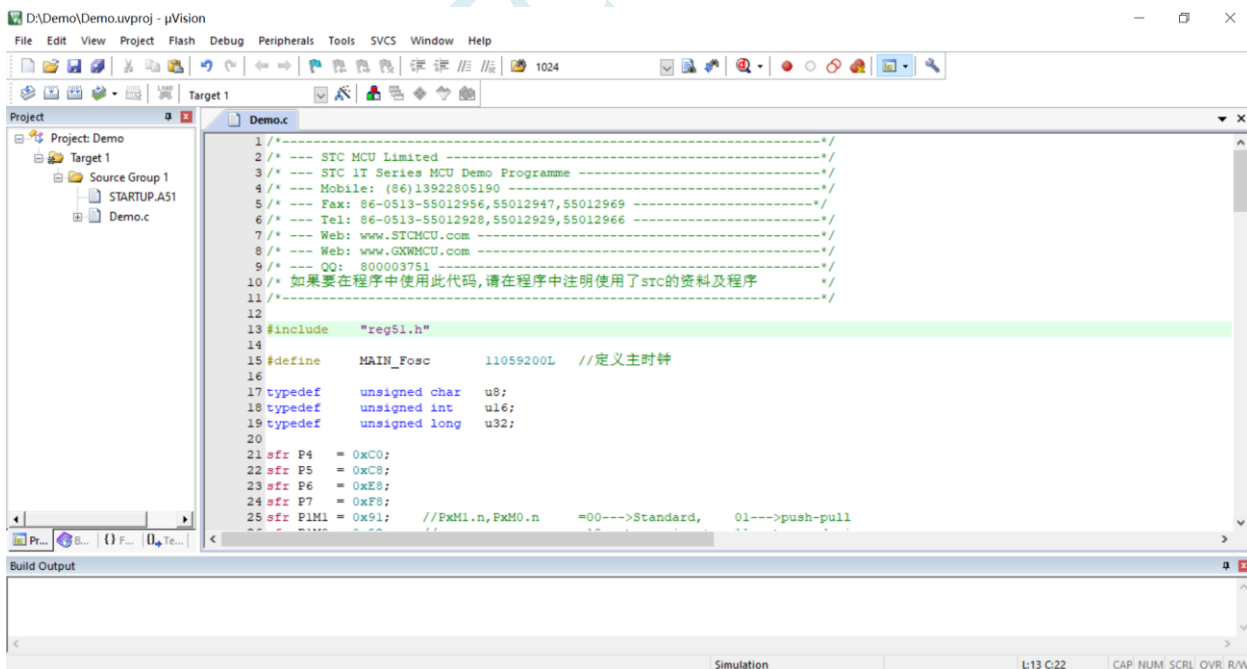 D:\Demo\Demo.uvproj - µVision
File Edit View Project Flash Debug Peripherals Tools SVCS Window Help
1024
LOAD Target 1
Project
Demo.c
Project: Demo
Target 1
Source Group 1
STARTUP.A51
Demo.c
1 /*---------------------------------------------------------------------*/
2 /* --- STC MCU Limited ------------------------------------------------*/
3 /* --- STC 1T Series MCU Demo Programme -------------------------------*/
4 /* --- Mobile: (86)13922805190 ----------------------------------------*/
5 /* --- Fax: 86-0513-55012956,55012947,55012969 ------------------------*/
6 /* --- Tel: 86-0513-55012928,55012929,55012966 ------------------------*/
7 /* --- Web: www.STCMCU.com --------------------------------------------*/
8 /* --- Web: www.GXWMCU.com --------------------------------------------*/
9 /* --- QQ:  800003751 -------------------------------------------------*/
10 /* 如果要在程序中使用此代码,请在程序中注明使用了STC的资料及程序 */
11 /*---------------------------------------------------------------------*/
12
13 #include "reg51.h"
14
15 #define MAIN_Fosc 11059200L //定义主时钟
16
17 typedef unsigned char u8;
18 typedef unsigned int u16;
19 typedef unsigned long u32;
20
21 sfr P4 = 0xC0;
22 sfr P5 = 0xC8;
23 sfr P6 = 0xE8;
24 sfr P7 = 0xF8;
25 sfr P1M1 = 0x91; //PxM1.n,PxM0.n =00--->Standard, 01--->push-pull
Pr... B... {} F... Te...
Build Output
Simulation L:13 C:22 CAP NUM SCRL OVR R/W